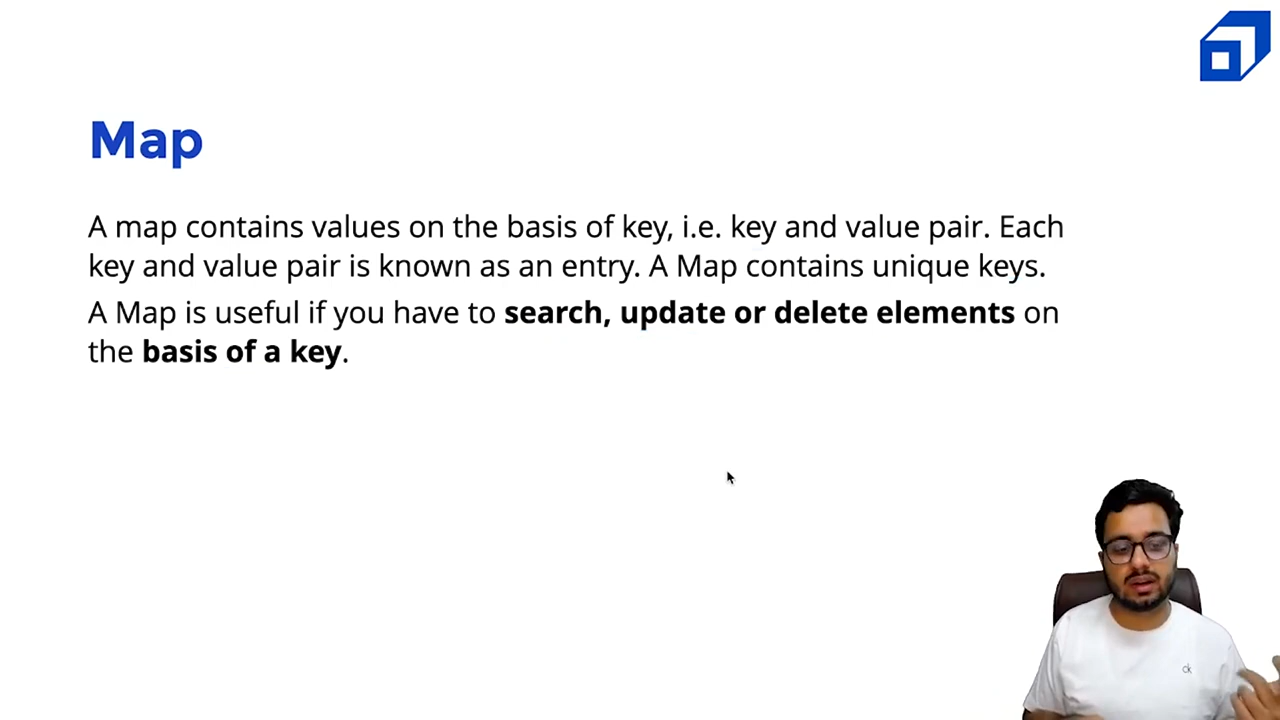 Map
A map contains values on the basis of key, i.e. key and value pair. Each
key and value pair is known as an entry. A Map contains unique keys.
A Map is useful if you have to search, update or delete elements on
the basis of a key.
ck